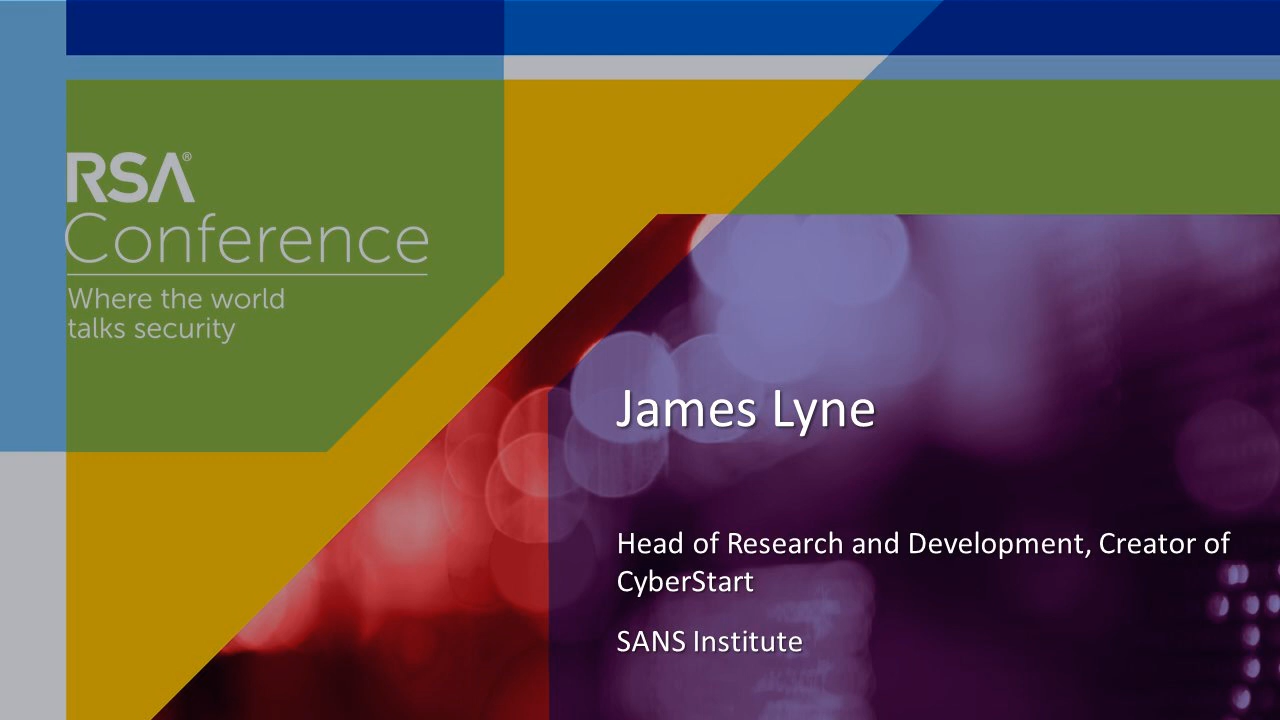 RSA®
Conference
Where the world
talks security
James Lyne
Head of Research and Development, Creator of
CyberStart
SANS Institute